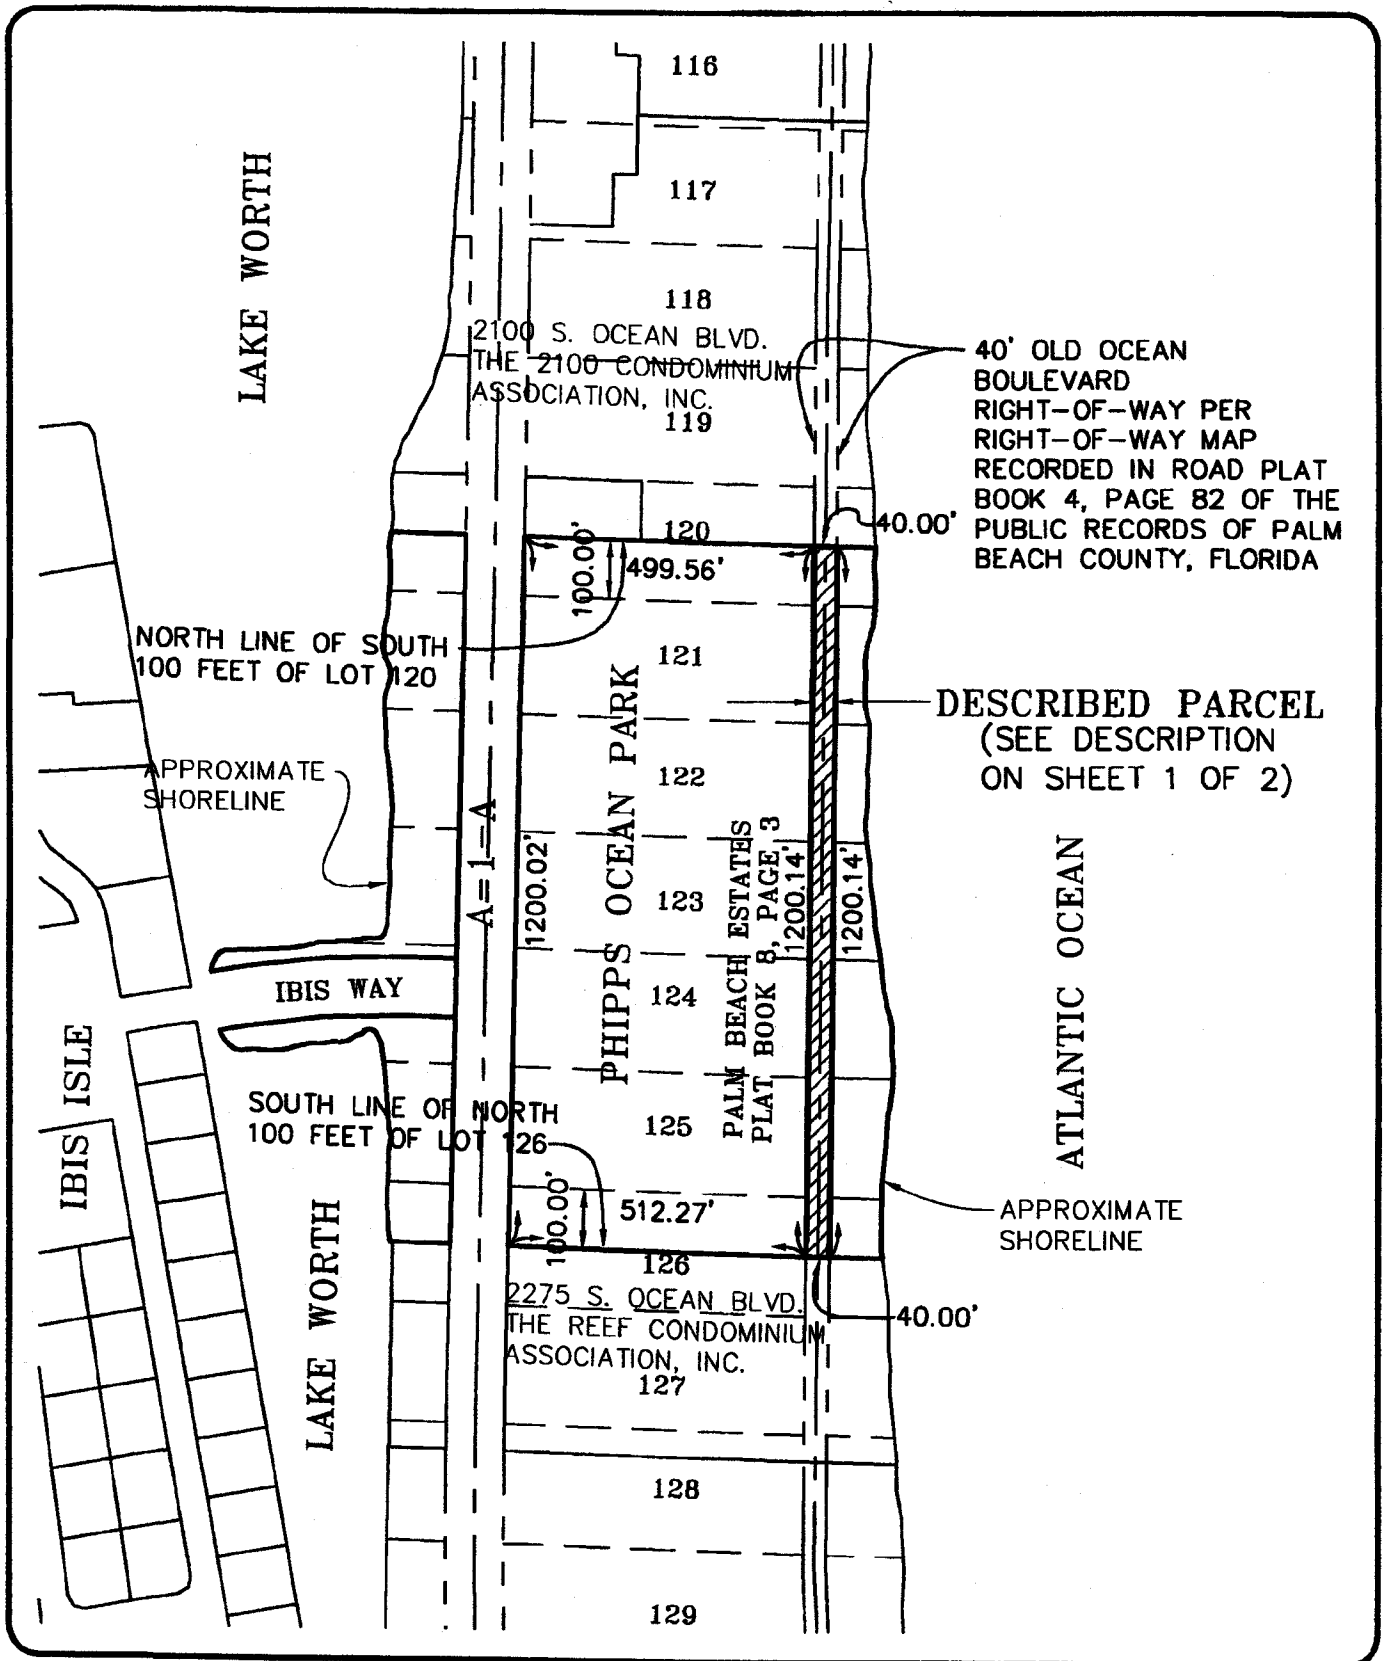 116
LAKE WORTH
117
118
2100 S. OCEAN BLVD.
THE 2100 CONDOMINIUM
ASSOCIATION, INC.
119
40' OLD OCEAN
BOULEVARD
RIGHT-OF-WAY PER
RIGHT-OF-WAY MAP
RECORDED IN ROAD PLAT
BOOK 4, PAGE 82 OF THE
PUBLIC RECORDS OF PALM
BEACH COUNTY, FLORIDA
120
40.00'
100.00'
499.56'
NORTH LINE OF SOUTH
100 FEET OF LOT 120
121
DESCRIBED PARCEL
(SEE DESCRIPTION
ON SHEET 1 OF 2)
122
APPROXIMATE
SHORELINE
A-1-A
1200.02'
PHIPPS OCEAN PARK
123
PALM BEACH ESTATES
PLAT BOOK 8, PAGE 3
1200.14'
1200.14'
ATLANTIC OCEAN
IBIS WAY
124
IBIS ISLE
SOUTH LINE OF NORTH
100 FEET OF LOT 126
125
100.00'
512.27'
APPROXIMATE
SHORELINE
126
LAKE WORTH
2275 S. OCEAN BLVD.
THE REEF CONDOMINIUM
ASSOCIATION, INC.
40.00'
127
128
129